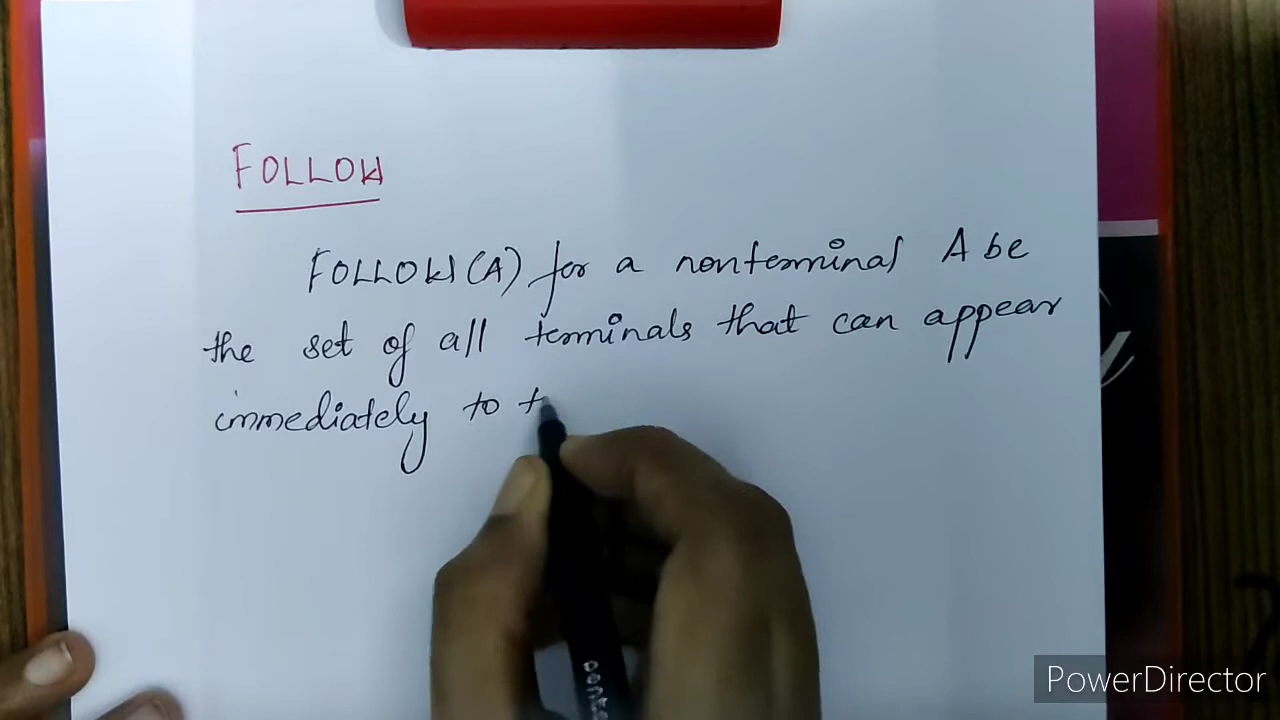 FOLLOW
FOLLOW(A) for a nonterminal A be
the set of all terminals that can appear
immediately to t
PowerDirector